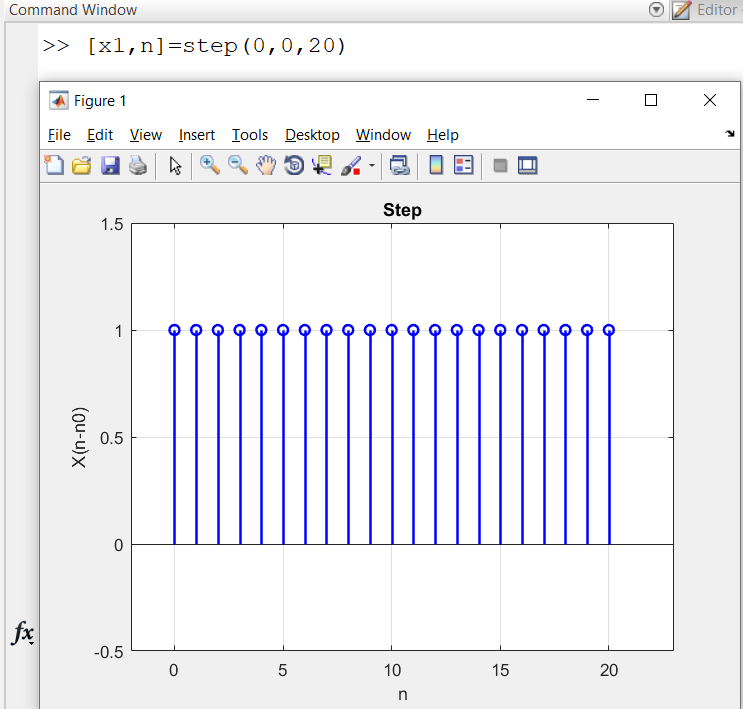 Command Window Editor
>> [x1,n]=step(0,0,20)
Figure 1
File Edit View Insert Tools Desktop Window Help
Step
1.5
1
0.5
0
-0.5
X(n-n0)
0 5 10 15 20
n
fx